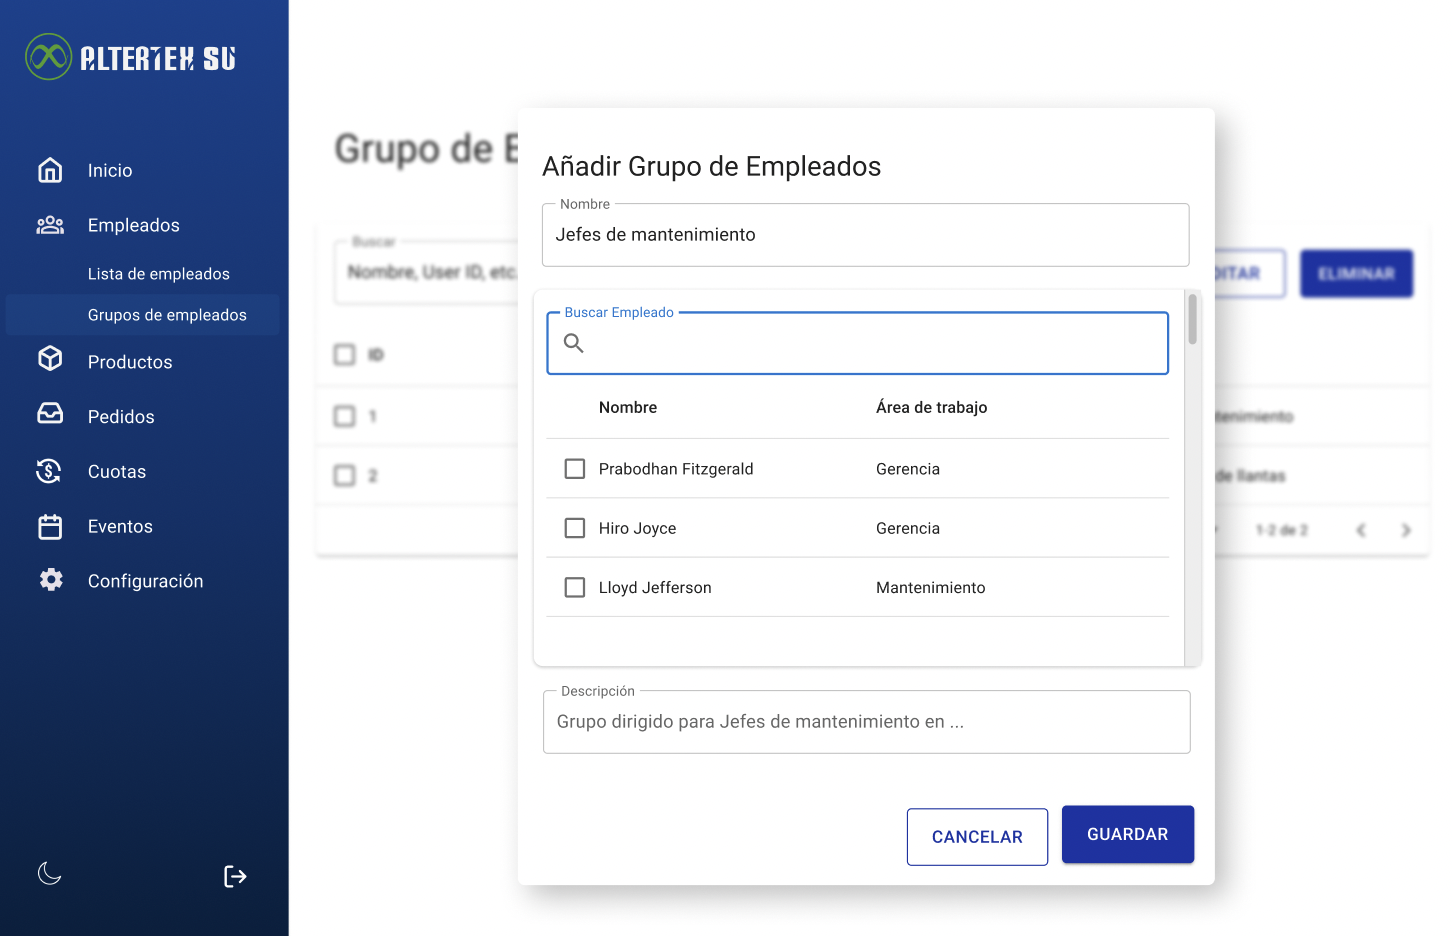 ALTERTEX SU
Inicio
Empleados
Lista de empleados
Grupos de empleados
Productos
Pedidos
Cuotas
Eventos
Configuración
Grupo de E
Buscar
Nombre, User ID, etc.
ID
1
2
DITAR
ELIMINAR
tenimiento
de llantas
1-2 de 2
Añadir Grupo de Empleados
Nombre
Jefes de mantenimiento
Buscar Empleado
Nombre Área de trabajo
Prabodhan Fitzgerald Gerencia
Hiro Joyce Gerencia
Lloyd Jefferson Mantenimiento
Descripción
Grupo dirigido para Jefes de mantenimiento en ...
CANCELAR
GUARDAR